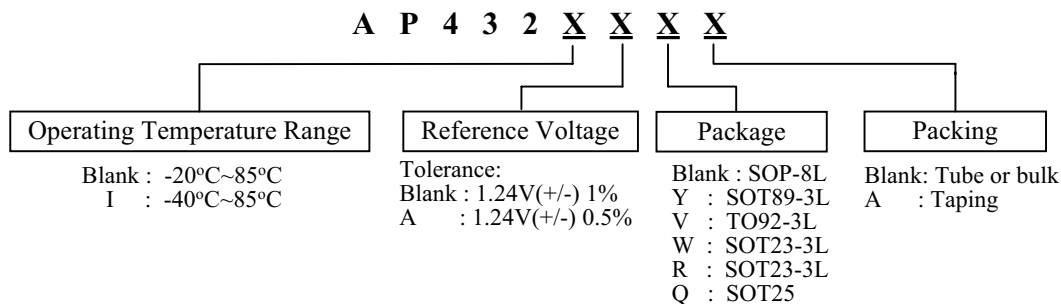 A P 4 3 2 X X X X
Operating Temperature Range
Blank : -20°C~85°C
I : -40°C~85°C
Reference Voltage
Tolerance:
Blank : 1.24V(+/-) 1%
A : 1.24V(+/-) 0.5%
Package
Blank : SOP-8L
Y : SOT89-3L
V : TO92-3L
W : SOT23-3L
R : SOT23-3L
Q : SOT25
Packing
Blank: Tube or bulk
A : Taping